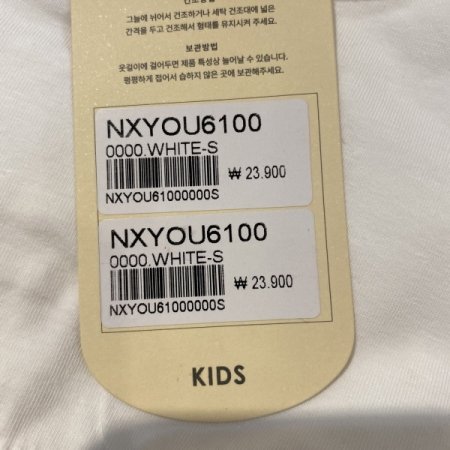 건조방법
그늘에 뉘어서 건조하거나 세탁 건조대에 넓은
간격을 두고 건조해서 형태를 유지시켜 주세요.
보관방법
옷걸이에 걸어두면 제품 특성상 늘어날 수 있습니다.
평평하게 접어서 습하지 않은 곳에 보관해주세요.
NXYOU6100
0000.WHITE-S
₩ 23.900
NXYOU61000000S
NXYOU6100
0000.WHITE-S
₩ 23.900
NXYOU61000000S
KIDS